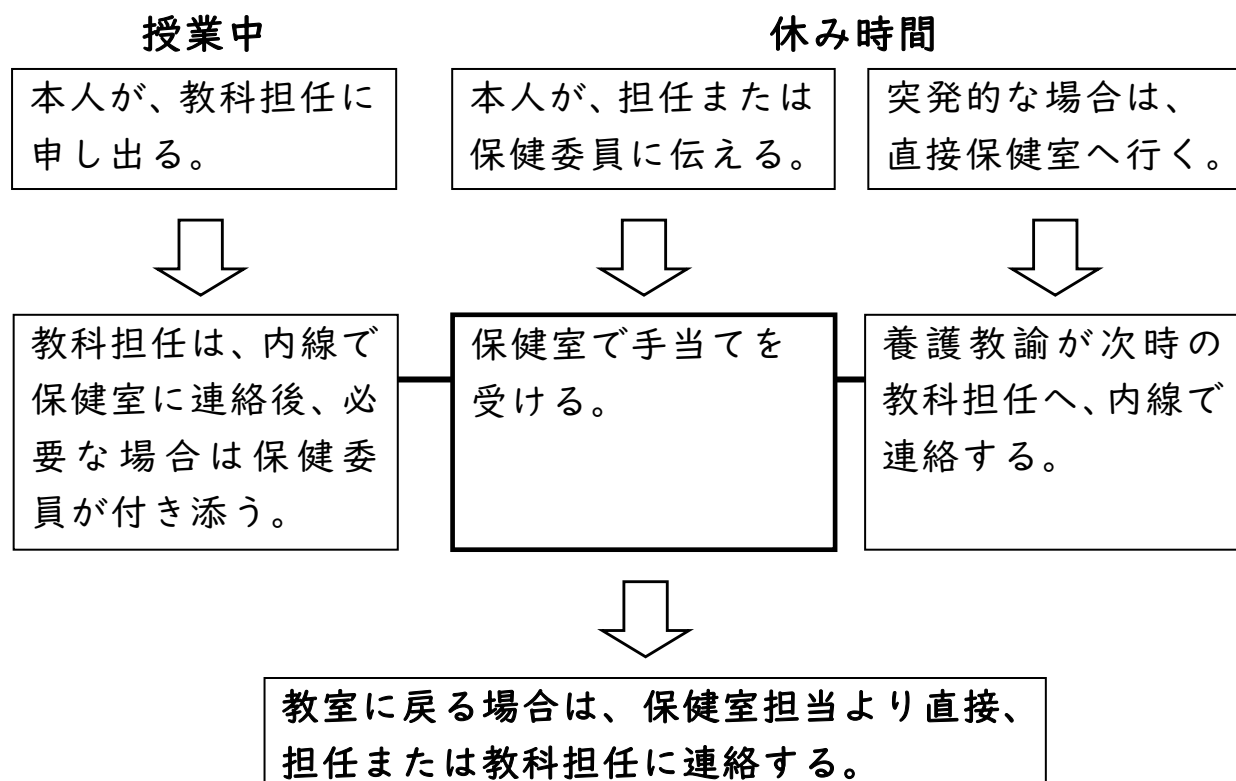 授業中
休み時間
本人が、教科担任に
申し出る。
本人が、担任または
保健委員に伝える。
突発的な場合は、
直接保健室へ行く。
教科担任は、内線で
保健室に連絡後、必
要な場合は保健委
員が付き添う。
保健室で手当てを
受ける。
養護教諭が次時の
教科担任へ、内線で
連絡する。
教室に戻る場合は、保健室担当より直接、
担任または教科担任に連絡する。